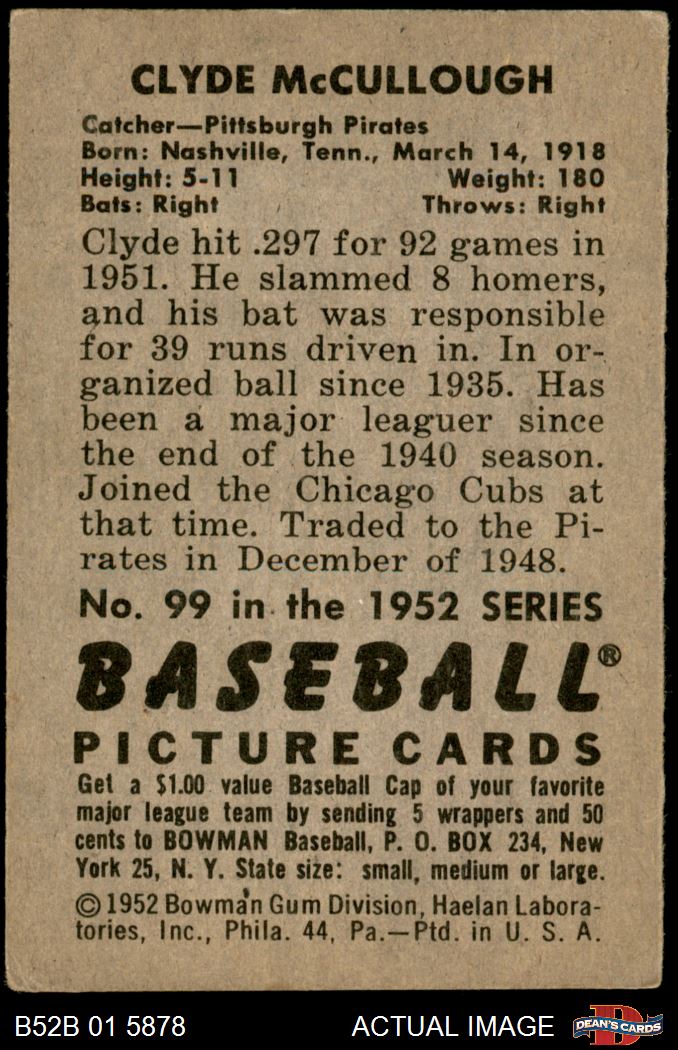 CLYDE McCULLOUGH
Catcher—Pittsburgh Pirates
Born: Nashville, Tenn., March 14, 1918
Height: 5-11 Weight: 180
Bats: Right Throws: Right
Clyde hit .297 for 92 games in
1951. He slammed 8 homers,
and his bat was responsible
for 39 runs driven in. In or-
ganized ball since 1935. Has
been a major leaguer since
the end of the 1940 season.
Joined the Chicago Cubs at
that time. Traded to the Pi-
rates in December of 1948.
No. 99 in the 1952 SERIES
BASEBALL®
PICTURE CARDS
Get a $1.00 value Baseball Cap of your favorite
major league team by sending 5 wrappers and 50
cents to BOWMAN Baseball, P. O. BOX 234, New
York 25, N. Y. State size: small, medium or large.
©1952 Bowman Gum Division, Haelan Labora-
tories, Inc., Phila. 44, Pa.—Ptd. in U. S. A.
B52B 01 5878 ACTUAL IMAGE D DEAN'S CARDS